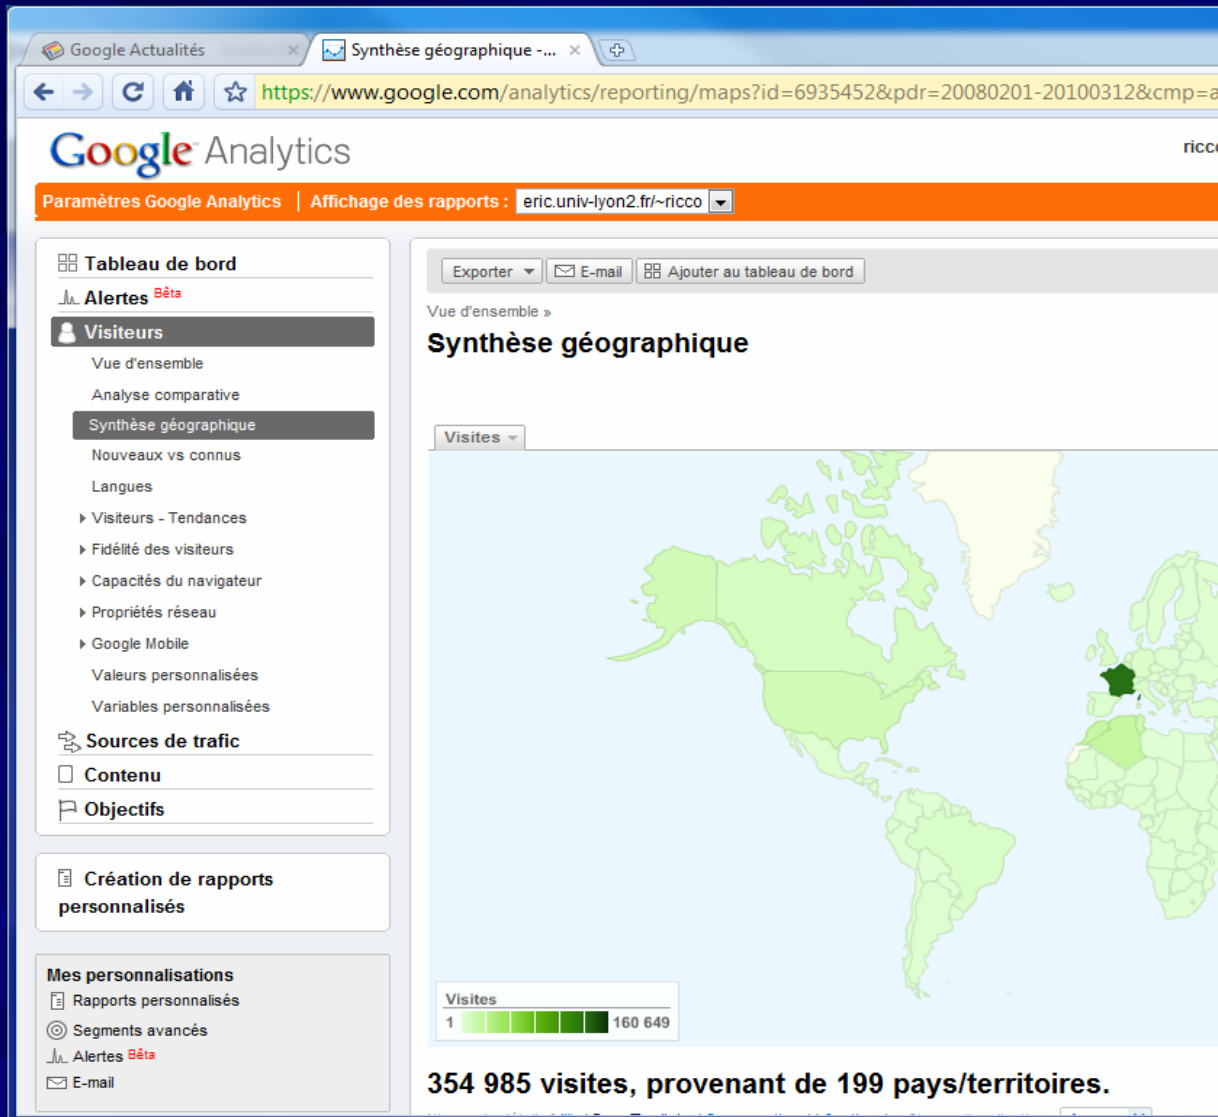 Google Actualités
Synthèse géographique -...
https://www.google.com/analytics/reporting/maps?id=6935452&pdr=20080201-20100312&cmp=a
Google Analytics
ricc
Paramètres Google Analytics | Affichage des rapports : eric.univ-lyon2.fr/~ricco
Tableau de bord
Alertes Bêta
Visiteurs
Vue d'ensemble
Analyse comparative
Synthèse géographique
Nouveaux vs connus
Langues
Visiteurs - Tendances
Fidélité des visiteurs
Capacités du navigateur
Propriétés réseau
Google Mobile
Valeurs personnalisées
Variables personnalisées
Sources de trafic
Contenu
Objectifs
Création de rapports
personnalisés
Mes personnalisations
Rapports personnalisés
Segments avancés
Alertes Bêta
E-mail
Exporter
E-mail
Ajouter au tableau de bord
Vue d'ensemble »
Synthèse géographique
Visites
Visites
1 160 649
354 985 visites, provenant de 199 pays/territoires.